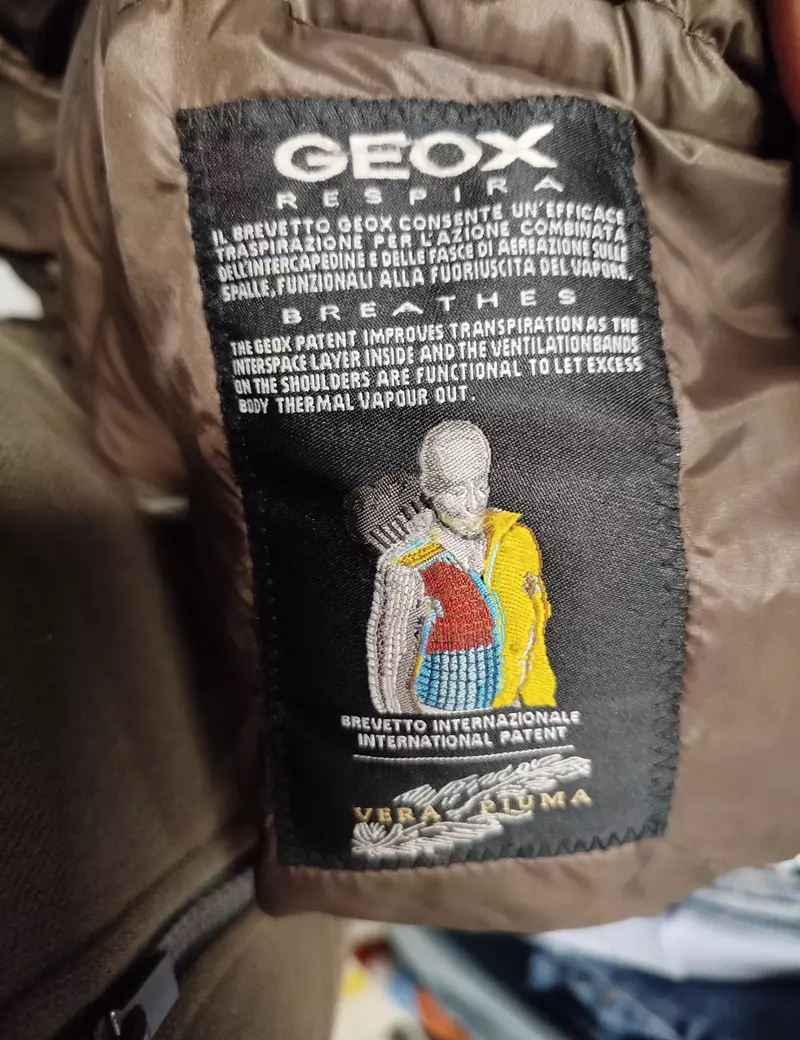 GEOX
RESPIRA
IL BREVETTO GEOX CONSENTE UN'EFFICACE
TRASPIRAZIONE PER L'AZIONE COMBINATA
DELL'INTERCAPEDINE E DELLE FASCE DI AEREAZIONE SULLE
SPALLE, FUNZIONALI ALLA FUORIUSCITA DEL VAPORE.
BREATHES
THE GEOX PATENT IMPROVES TRANSPIRATION AS THE
INTERSPACE LAYER INSIDE AND THE VENTILATION BANDS
ON THE SHOULDERS ARE FUNCTIONAL TO LET EXCESS
BODY THERMAL VAPOUR OUT.
BREVETTO INTERNAZIONALE
INTERNATIONAL PATENT
VERA PIUMA